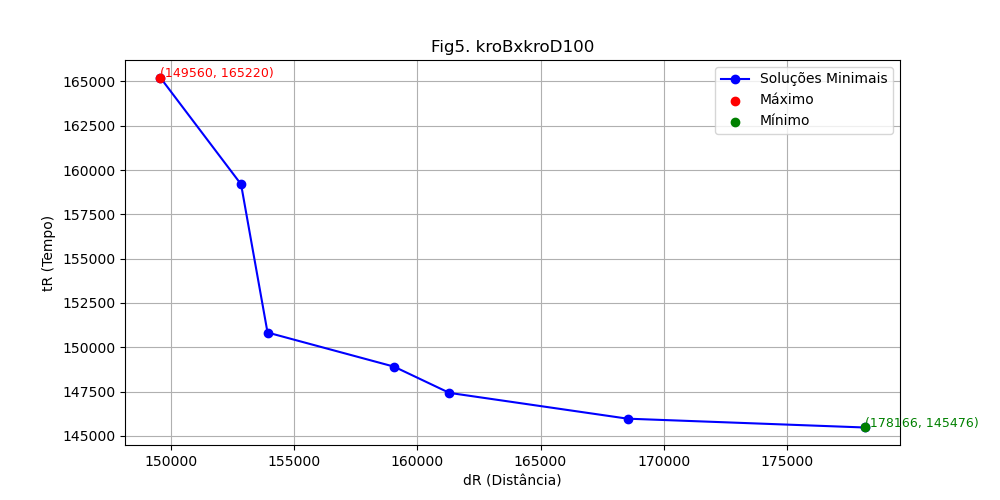 Fig5. kroBxkroD100
(149560, 165220)
Soluções Minimais
Máximo
Mínimo
165000
162500
160000
157500
155000
152500
150000
147500
145000
tR (Tempo)
(178166, 145476)
150000
155000
160000
165000
170000
175000
dR (Distância)